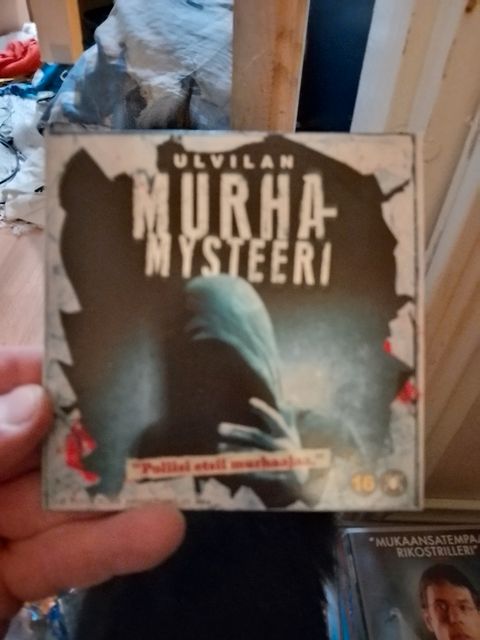 ULVILAN
MURHA-
MYSTEERI
"Poliisi etsii murhaajaa."
16
"MUKAANSATEMPAA
RIKOSTRILLERI"